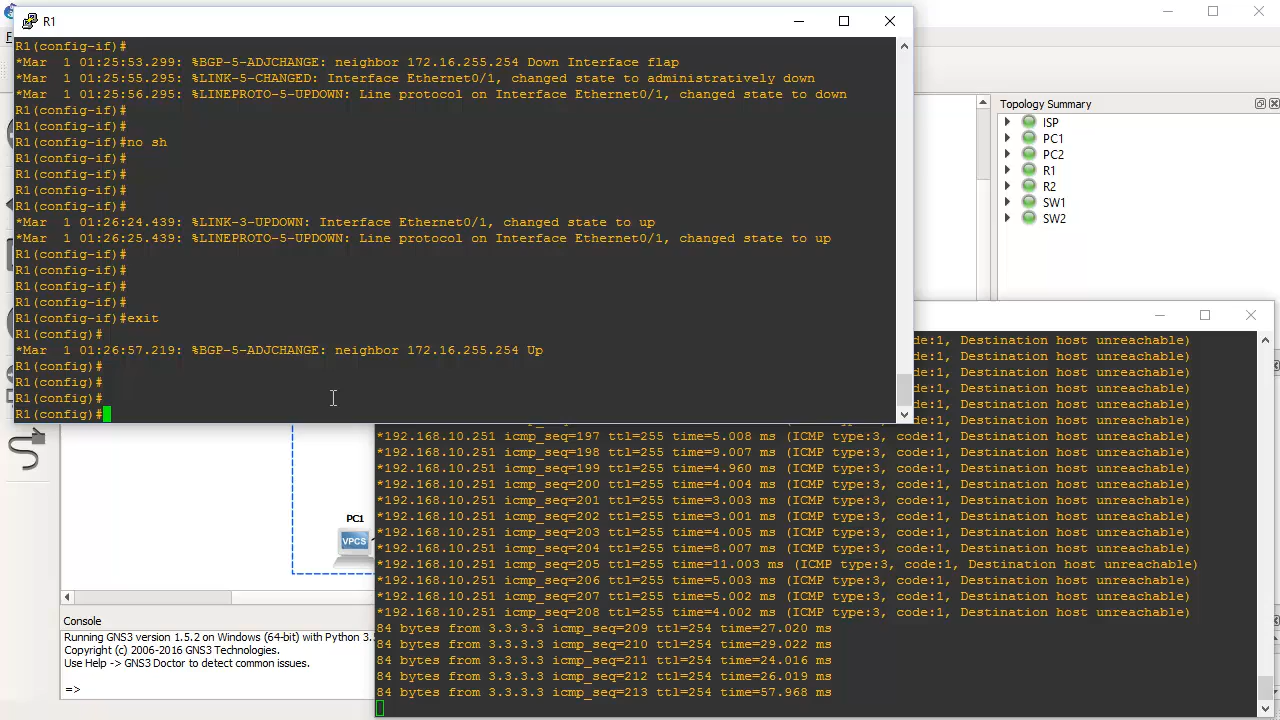 R1
R1(config-if)#
*Mar  1 01:25:53.299: %BGP-5-ADJCHANGE: neighbor 172.16.255.254 Down Interface flap
*Mar  1 01:25:55.295: %LINK-5-CHANGED: Interface Ethernet0/1, changed state to administratively down
*Mar  1 01:25:56.295: %LINEPROTO-5-UPDOWN: Line protocol on Interface Ethernet0/1, changed state to down
R1(config-if)#
R1(config-if)#
R1(config-if)#no sh
R1(config-if)#
R1(config-if)#
R1(config-if)#
R1(config-if)#
*Mar  1 01:26:24.439: %LINK-3-UPDOWN: Interface Ethernet0/1, changed state to up
*Mar  1 01:26:25.439: %LINEPROTO-5-UPDOWN: Line protocol on Interface Ethernet0/1, changed state to up
R1(config-if)#
R1(config-if)#
R1(config-if)#
R1(config-if)#
R1(config-if)#exit
R1(config)#
*Mar  1 01:26:57.219: %BGP-5-ADJCHANGE: neighbor 172.16.255.254 Up
R1(config)#
R1(config)#
R1(config)#
R1(config)#
Topology Summary
ISP
PC1
PC2
R1
R2
SW1
SW2
de:1, Destination host unreachable)
de:1, Destination host unreachable)
de:1, Destination host unreachable)
de:1, Destination host unreachable)
de:1, Destination host unreachable)
de:1, Destination host unreachable)
*192.168.10.251 icmp_seq=197 ttl=255 time=5.008 ms (ICMP type:3, code:1, Destination host unreachable)
*192.168.10.251 icmp_seq=198 ttl=255 time=9.007 ms (ICMP type:3, code:1, Destination host unreachable)
*192.168.10.251 icmp_seq=199 ttl=255 time=4.960 ms (ICMP type:3, code:1, Destination host unreachable)
*192.168.10.251 icmp_seq=200 ttl=255 time=4.004 ms (ICMP type:3, code:1, Destination host unreachable)
*192.168.10.251 icmp_seq=201 ttl=255 time=3.003 ms (ICMP type:3, code:1, Destination host unreachable)
*192.168.10.251 icmp_seq=202 ttl=255 time=3.001 ms (ICMP type:3, code:1, Destination host unreachable)
*192.168.10.251 icmp_seq=203 ttl=255 time=4.005 ms (ICMP type:3, code:1, Destination host unreachable)
*192.168.10.251 icmp_seq=204 ttl=255 time=8.007 ms (ICMP type:3, code:1, Destination host unreachable)
*192.168.10.251 icmp_seq=205 ttl=255 time=11.003 ms (ICMP type:3, code:1, Destination host unreachable)
*192.168.10.251 icmp_seq=206 ttl=255 time=5.003 ms (ICMP type:3, code:1, Destination host unreachable)
*192.168.10.251 icmp_seq=207 ttl=255 time=5.002 ms (ICMP type:3, code:1, Destination host unreachable)
*192.168.10.251 icmp_seq=208 ttl=255 time=4.002 ms (ICMP type:3, code:1, Destination host unreachable)
84 bytes from 3.3.3.3 icmp_seq=209 ttl=254 time=27.020 ms
84 bytes from 3.3.3.3 icmp_seq=210 ttl=254 time=29.022 ms
84 bytes from 3.3.3.3 icmp_seq=211 ttl=254 time=24.016 ms
84 bytes from 3.3.3.3 icmp_seq=212 ttl=254 time=26.019 ms
84 bytes from 3.3.3.3 icmp_seq=213 ttl=254 time=57.968 ms
PC1
VPCS
Console
Running GNS3 version 1.5.2 on Windows (64-bit) with Python 3.5
Copyright (c) 2006-2016 GNS3 Technologies.
Use Help -> GNS3 Doctor to detect common issues.
=>